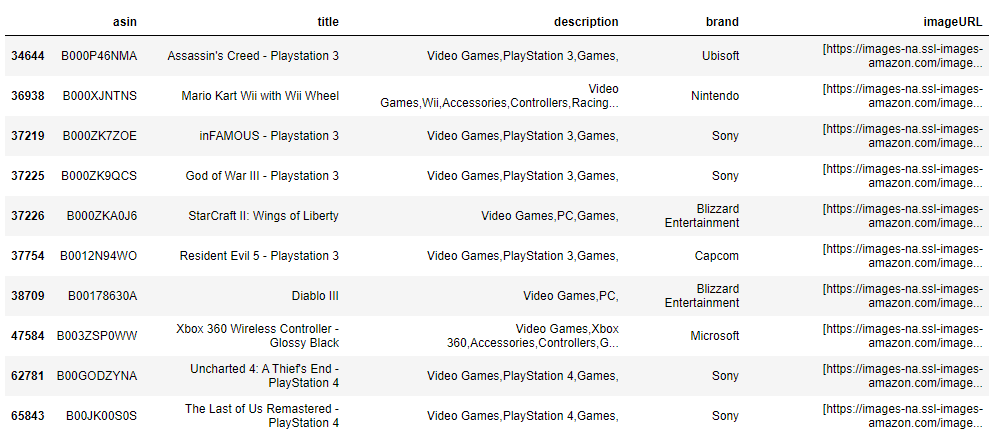 asin title description brand imageURL
34644 B000P46NMA Assassin's Creed - Playstation 3 Video Games,PlayStation 3,Games, Ubisoft [https://images-na.ssl-images-
amazon.com/image...
36938 B000XJNTNS Mario Kart Wii with Wii Wheel Video
Games,Wii,Accessories,Controllers,Racing... Nintendo [https://images-na.ssl-images-
amazon.com/image...
37219 B000ZK7ZOE inFAMOUS - Playstation 3 Video Games,PlayStation 3,Games, Sony [https://images-na.ssl-images-
amazon.com/image...
37225 B000ZK9QCS God of War III - Playstation 3 Video Games,PlayStation 3,Games, Sony [https://images-na.ssl-images-
amazon.com/image...
37226 B000ZKA0J6 StarCraft II: Wings of Liberty Video Games,PC,Games, Blizzard
Entertainment [https://images-na.ssl-images-
amazon.com/image...
37754 B0012N94WO Resident Evil 5 - Playstation 3 Video Games,PlayStation 3,Games, Capcom [https://images-na.ssl-images-
amazon.com/image...
38709 B00178630A Diablo III Video Games,PC, Blizzard
Entertainment [https://images-na.ssl-images-
amazon.com/image...
47584 B003ZSP0WW Xbox 360 Wireless Controller -
Glossy Black Video Games,Xbox
360,Accessories,Controllers,G... Microsoft [https://images-na.ssl-images-
amazon.com/image...
62781 B00GODZYNA Uncharted 4: A Thief's End -
PlayStation 4 Video Games,PlayStation 4,Games, Sony [https://images-na.ssl-images-
amazon.com/image...
65843 B00JK00S0S The Last of Us Remastered -
PlayStation 4 Video Games,PlayStation 4,Games, Sony [https://images-na.ssl-images-
amazon.com/image...